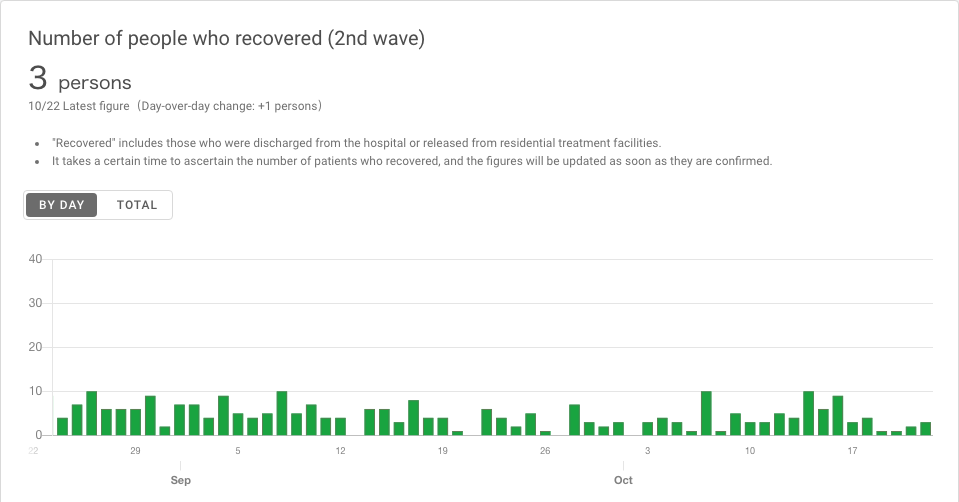 Number of people who recovered (2nd wave)
3 persons
10/22 Latest figure (Day-over-day change: +1 persons)
• "Recovered" includes those who were discharged from the hospital or released from residential treatment facilities.
• It takes a certain time to ascertain the number of patients who recovered, and the figures will be updated as soon as they are confirmed.
BY DAY TOTAL
40
30
20
10
0
22 29 5 12 19 26 3 10 17
Sep Oct